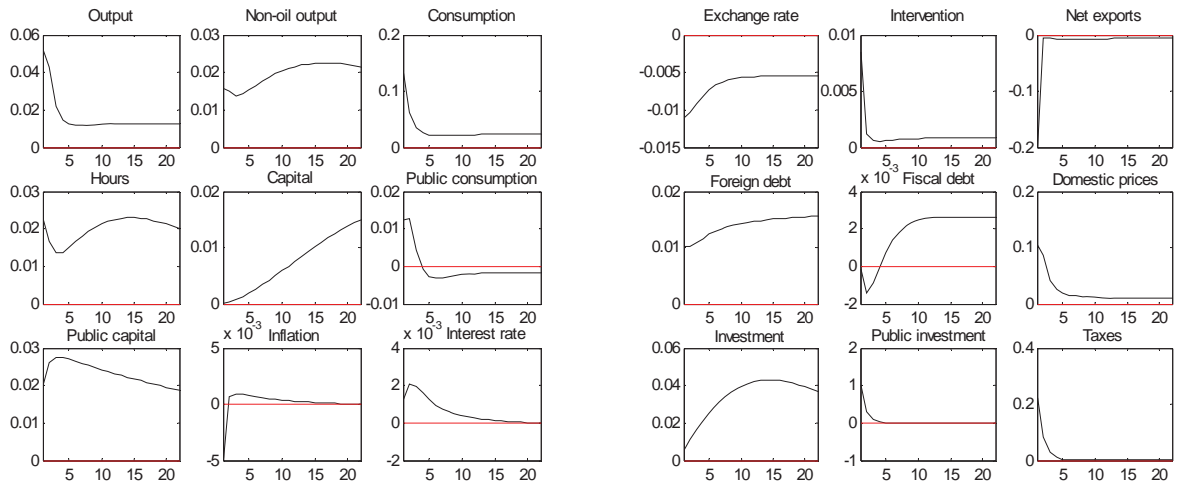 Output Non-oil output Consumption Exchange rate Intervention Net exports
0.06 0.03 0.2 0 0.01 0
0.04 0.02 0.1 -0.005 0.005 -0.1
0.02 0.01 -0.01
0 0 0 -0.015 0 -0.2
5 10 15 20 5 10 15 20 5 10 15 20 5 10 15 20 5 10 15 20 5 10 15 20
Hours Capital Public consumption Foreign debt x 10-3 Fiscal debt Domestic prices
0.03 0.02 0.02 0.02 4 0.2
0.02 0.01 0.01 0.01 2 0.1
0.01 0 0
0 0 -0.01 0 -2 0
5 10 15 20 5 10 15 20 5 10 15 20 5 10 15 20 5 10 15 20 5 10 15 20
Public capital x 10-3 Inflation x 10-3 Interest rate Investment Public investment Taxes
0.03 5 4 0.06 2 0.4
0.02 0 2 0.04 1 0.2
0.01 0 0.02 0
0 -5 -2 0 -1 0
5 10 15 20 5 10 15 20 5 10 15 20 5 10 15 20 5 10 15 20 5 10 15 20